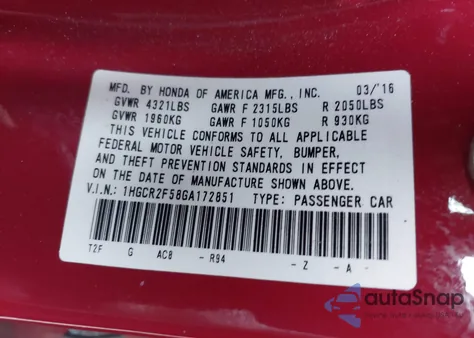 MFD. BY HONDA OF AMERICA MFG., INC. 03/'16
GVWR 4321LBS GAWR F 2315LBS R 2050LBS
GVWR 1960KG GAWR F 1050KG R 930KG
THIS VEHICLE CONFORMS TO ALL APPLICABLE
FEDERAL MOTOR VEHICLE SAFETY, BUMPER,
AND THEFT PREVENTION STANDARDS IN EFFECT
ON THE DATE OF MANUFACTURE SHOWN ABOVE.
V.I.N.: 1HGCR2F58GA172851 TYPE: PASSENGER CAR
T2F G AC8 - R94 - Z - A -
autoSnap